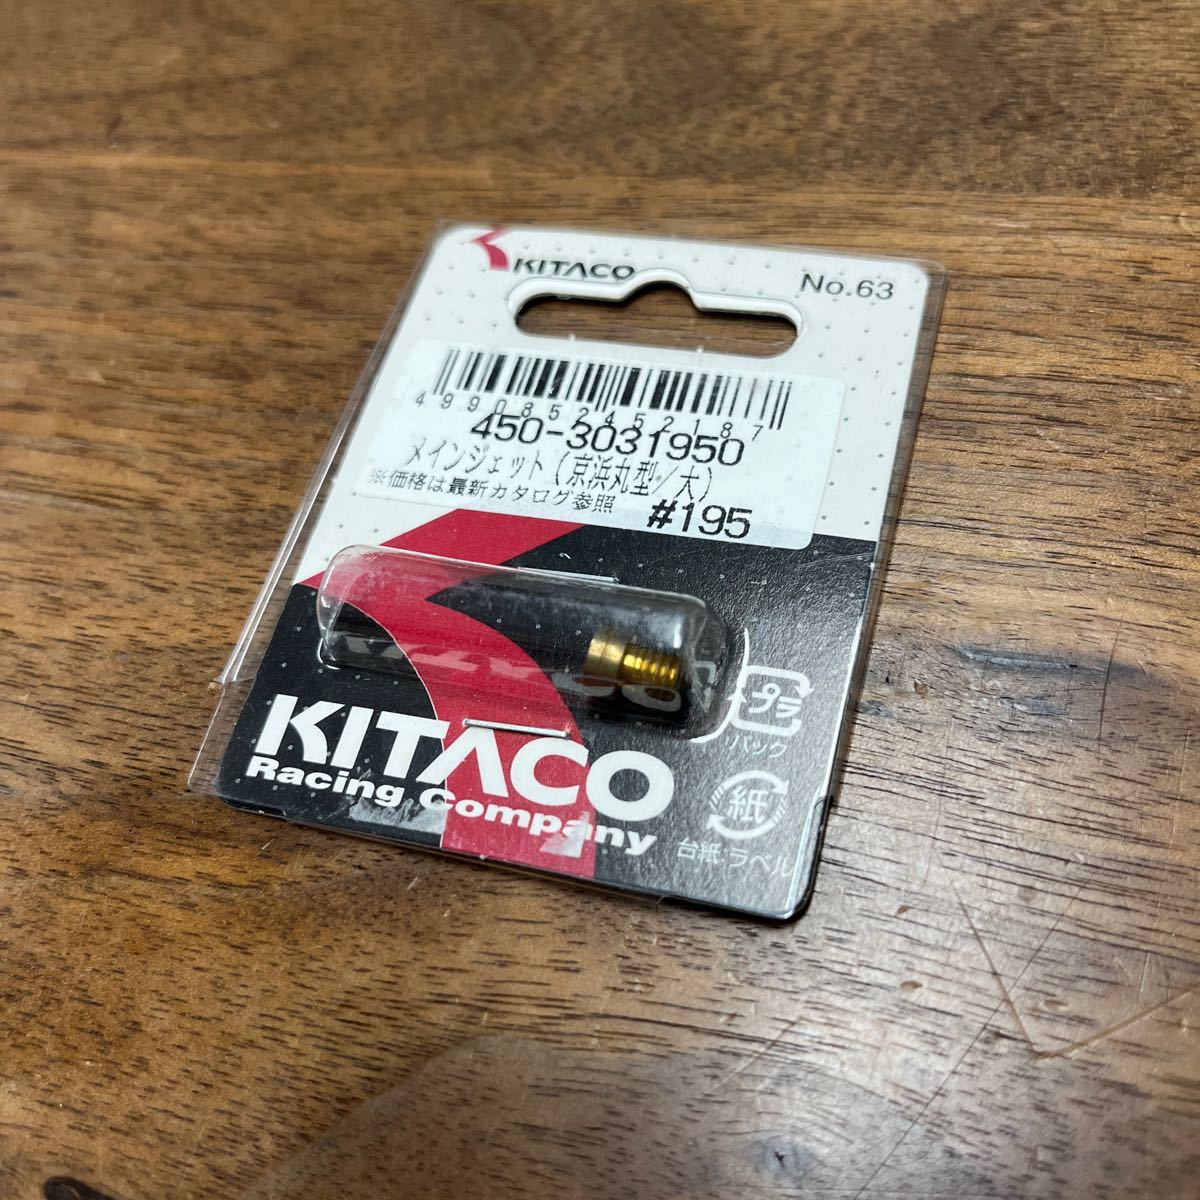 KITACO
No.63
4990852452187
450-3031950
メインジェット(京浜丸型/大)
※価格は最新カタログ参照
#195
プラ
パック
KITACO
Racing Company
紙
台紙・ラベル